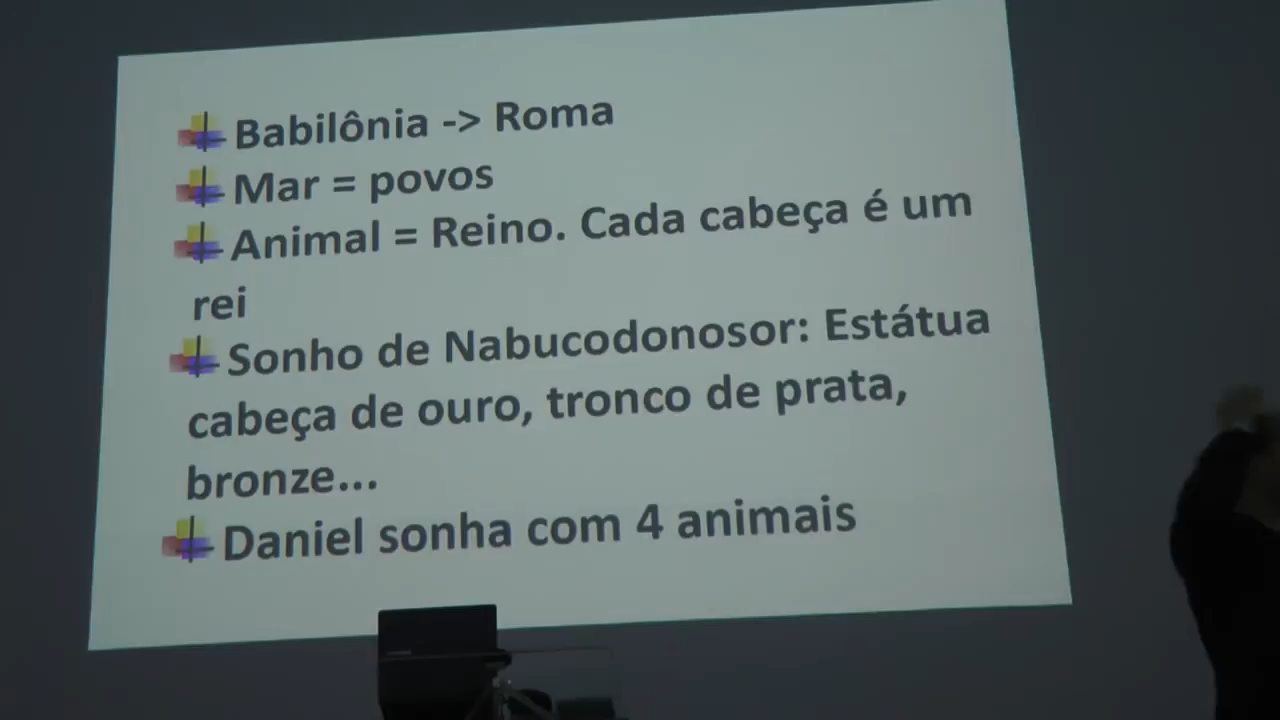 Babilônia -> Roma
Mar = povos
Animal = Reino. Cada cabeça é um
rei
Sonho de Nabucodonosor: Estátua
cabeça de ouro, tronco de prata,
bronze...
Daniel sonha com 4 animais